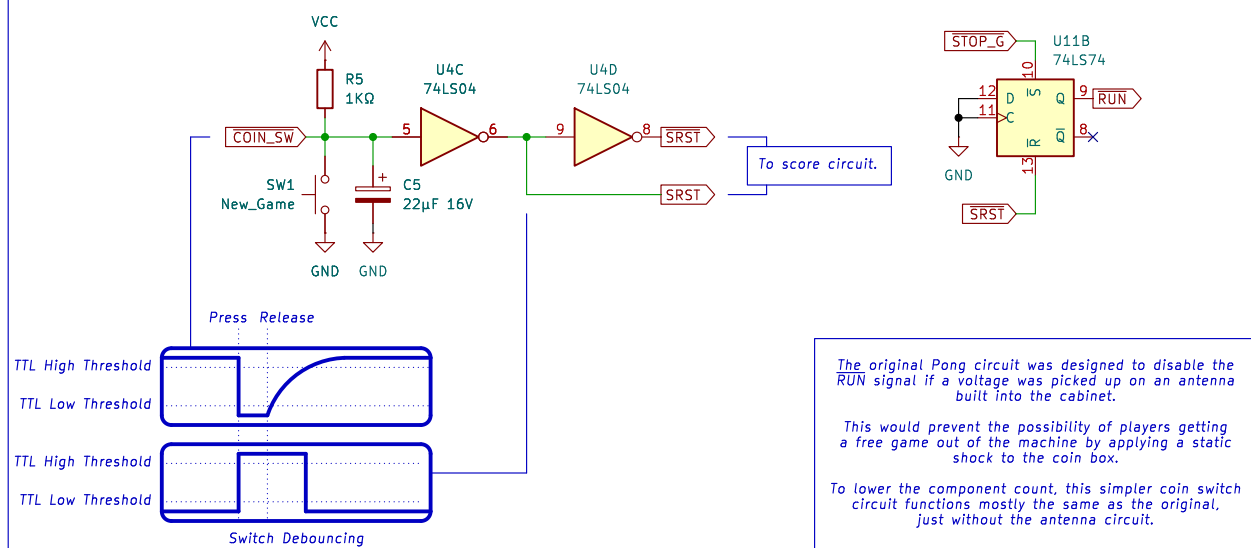 VCC
R5
1KΩ
COIN_SW
SW1
New_Game
GND
C5
22µF 16V
GND
+
U4C
74LS04
5
6
U4D
74LS04
9
8
SRST
SRST
To score circuit.
STOP_G
U11B
74LS74
10
S
12
D
11
C
Q
9
RUN
Q
8
R
13
GND
SRST
Press Release
TTL High Threshold
TTL Low Threshold
TTL High Threshold
TTL Low Threshold
Switch Debouncing
The original Pong circuit was designed to disable the
RUN signal if a voltage was picked up on an antenna
built into the cabinet.
This would prevent the possibility of players getting
a free game out of the machine by applying a static
shock to the coin box.
To lower the component count, this simpler coin switch
circuit functions mostly the same as the original,
just without the antenna circuit.